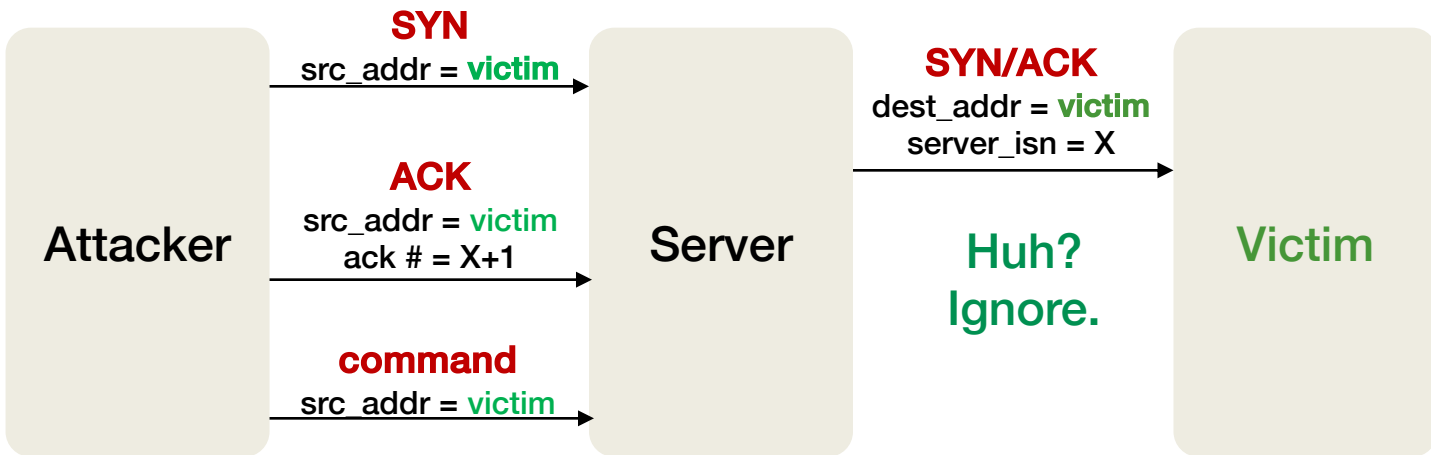 Attacker
SYN
src_addr = victim
ACK
src_addr = victim
ack # = X+1
command
src_addr = victim
Server
SYN/ACK
dest_addr = victim
server_isn = X
Huh?
Ignore.
Victim